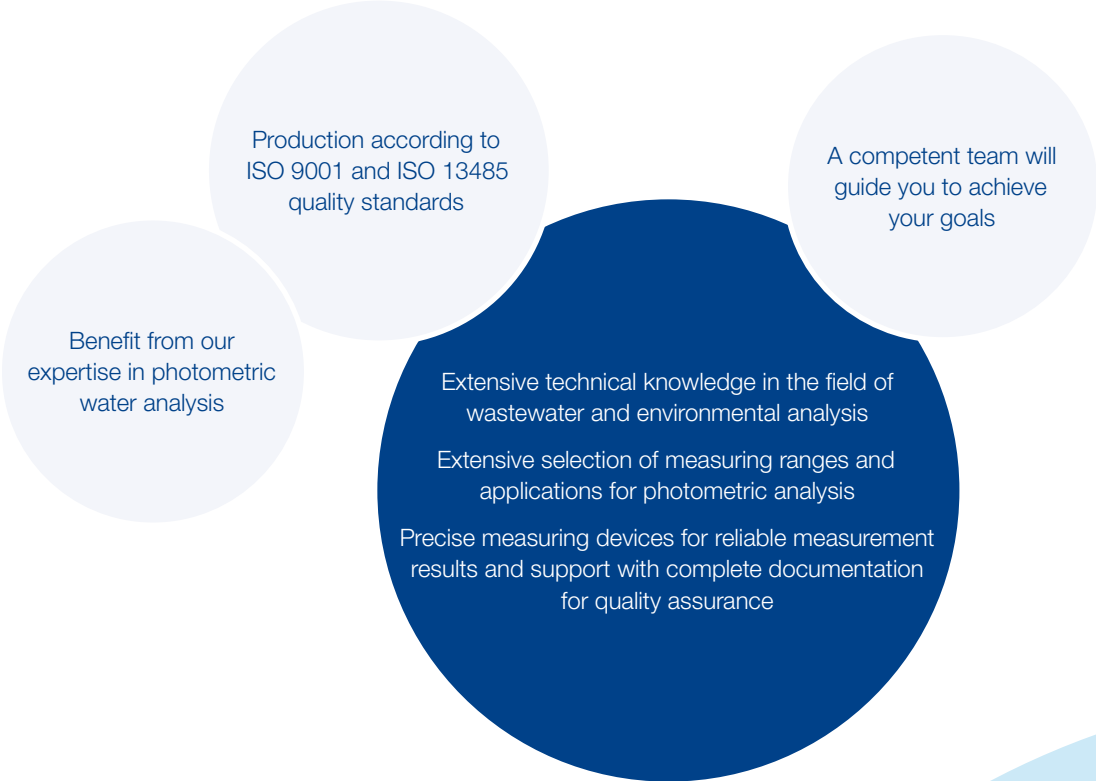 Production according to
ISO 9001 and ISO 13485
quality standards
A competent team will
guide you to achieve
your goals
Benefit from our
expertise in photometric
water analysis
Extensive technical knowledge in the field of
wastewater and environmental analysis
Extensive selection of measuring ranges and
applications for photometric analysis
Precise measuring devices for reliable measurement
results and support with complete documentation
for quality assurance